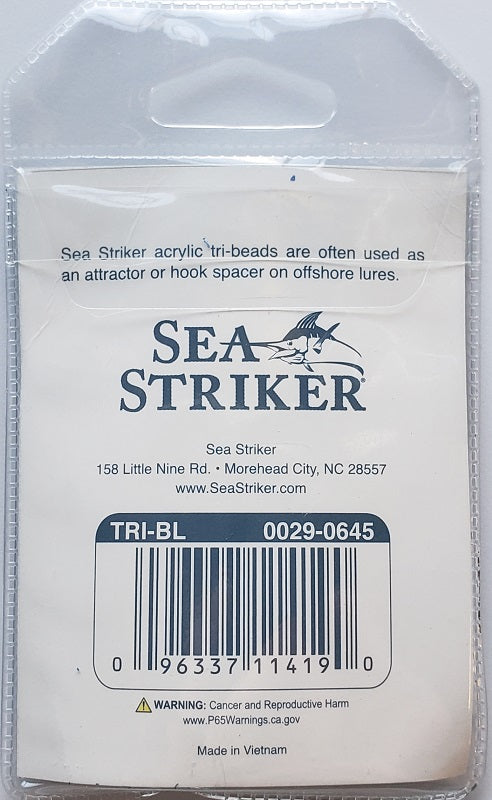 Sea Striker acrylic tri-beads are often used as
an attractor or hook spacer on offshore lures.
SEA
STRIKER®
Sea Striker
158 Little Nine Rd. • Morehead City, NC 28557
www.SeaStriker.com
TRI-BL 0029-0645
0 96337 11419 0
WARNING: Cancer and Reproductive Harm
www.P65Warnings.ca.gov
Made in Vietnam